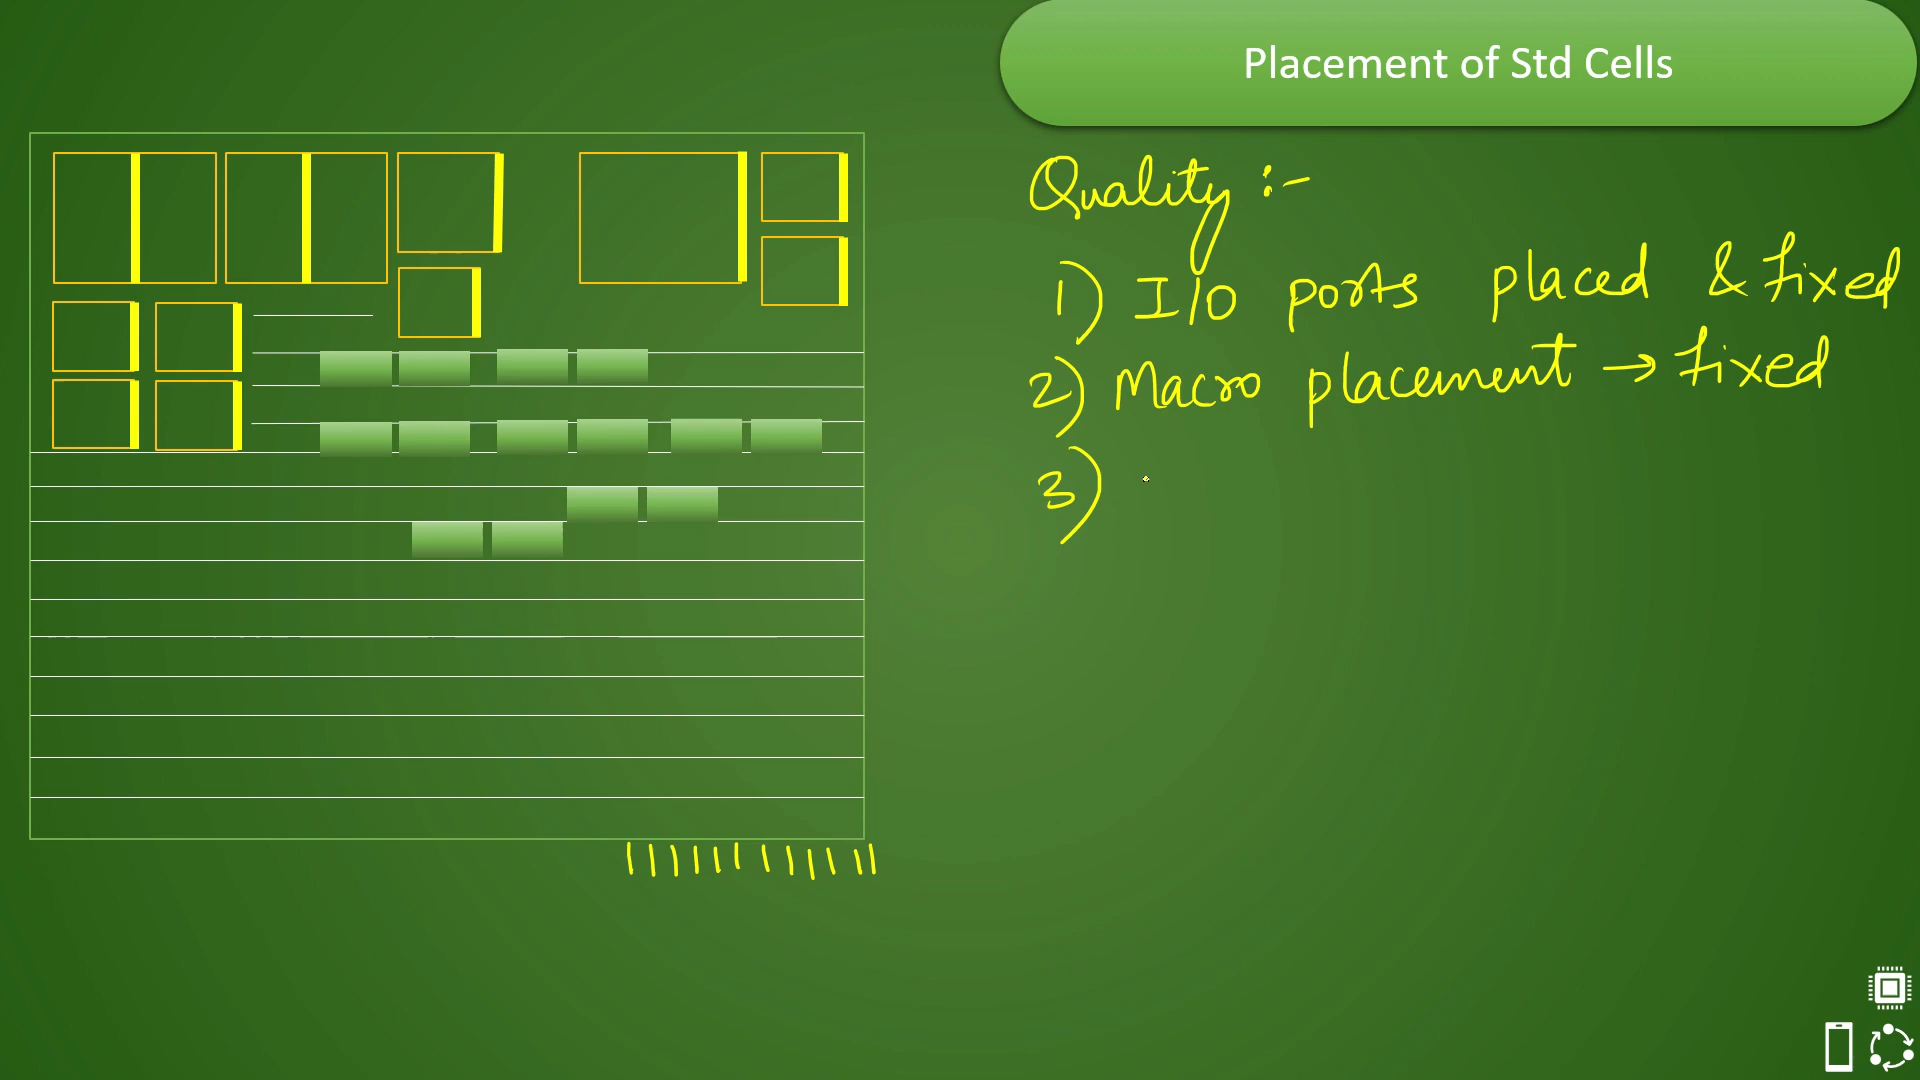 Placement of Std Cells
Quality :-
1) I/O ports placed & fixed
2) Macro placement → fixed
3)